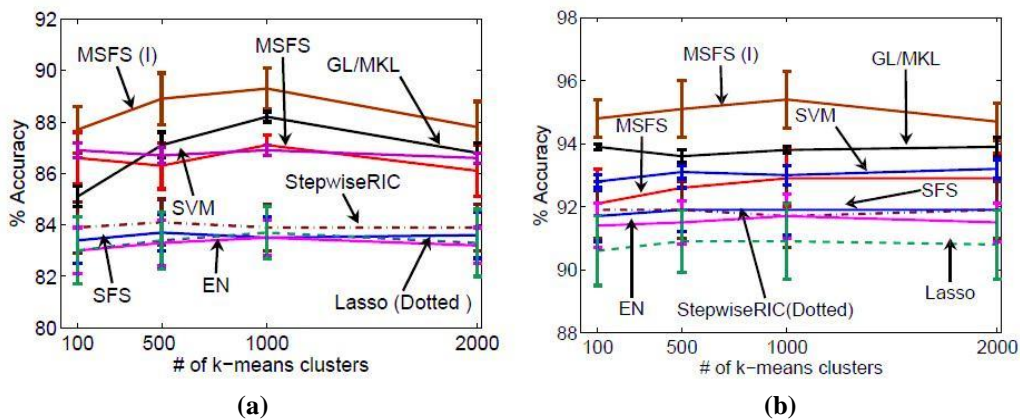 92
90
88
86
84
82
80
% Accuracy
MSFS (I)
MSFS
GL/MKL
StepwiseRIC
SVM
SFS
EN
Lasso (Dotted )
100
500
1000
2000
# of k-means clusters
(a)
98
96
94
92
90
88
% Accuracy
MSFS (I)
GL/MKL
MSFS
SVM
SFS
EN
StepwiseRIC(Dotted)
Lasso
100
500
1000
2000
# of k-means clusters
(b)